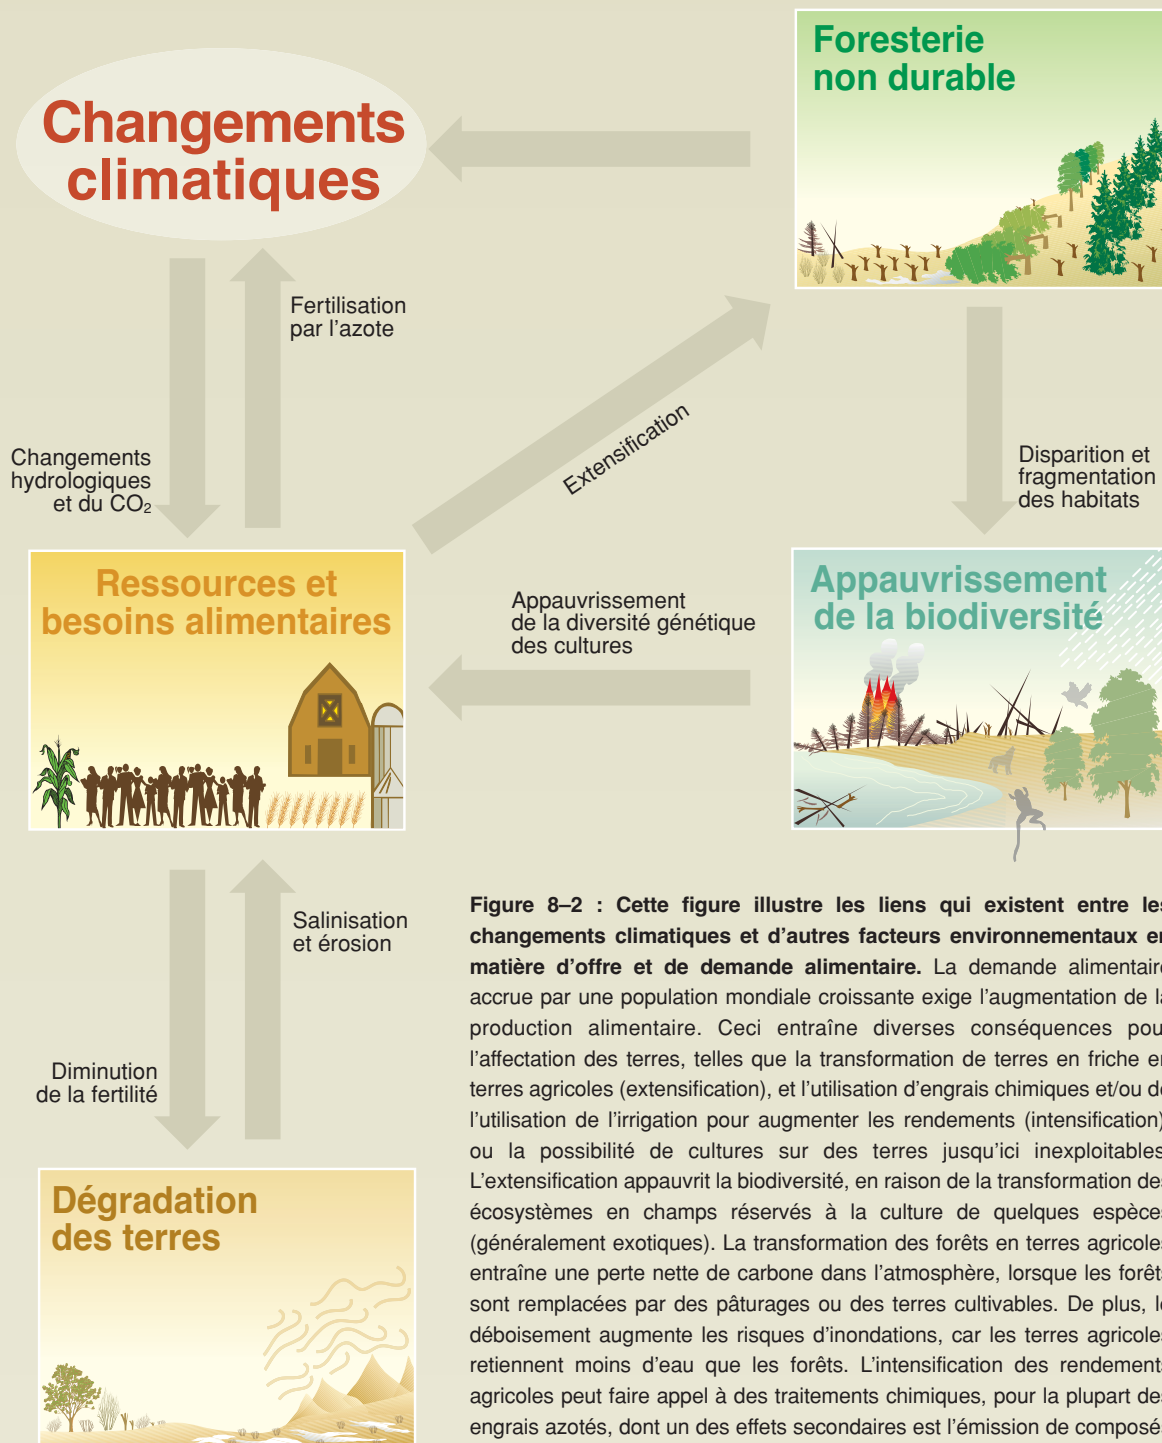 Changements
climatiques
Foresterie
non durable
Fertilisation
par l'azote
Changements
hydrologiques
et du CO₂
Extensification
Disparition et
fragmentation
des habitats
Ressources et
besoins alimentaires
Appauvrissement
de la diversité génétique
des cultures
Appauvrissement
de la biodiversité
Salinisation
et érosion
Diminution
de la fertilité
Dégradation
des terres
Figure 8–2 : Cette figure illustre les liens qui existent entre les
changements climatiques et d'autres facteurs environnementaux en
matière d'offre et de demande alimentaire. La demande alimentaire
accrue par une population mondiale croissante exige l'augmentation de la
production alimentaire. Ceci entraîne diverses conséquences pou
l'affectation des terres, telles que la transformation de terres en friche en
terres agricoles (extensification), et l'utilisation d'engrais chimiques et/ou de
l'utilisation de l'irrigation pour augmenter les rendements (intensification)
ou la possibilité de cultures sur des terres jusqu'ici inexploitables
L'extensification appauvrit la biodiversité, en raison de la transformation des
écosystèmes en champs réservés à la culture de quelques espèces
(généralement exotiques). La transformation des forêts en terres agricoles
entraîne une perte nette de carbone dans l'atmosphère, lorsque les forêts
sont remplacées par des pâturages ou des terres cultivables. De plus, le
déboisement augmente les risques d'inondations, car les terres agricoles
retiennent moins d'eau que les forêts. L'intensification des rendements
agricoles peut faire appel à des traitements chimiques, pour la plupart des
engrais azotés, dont un des effets secondaires est l'émission de composés